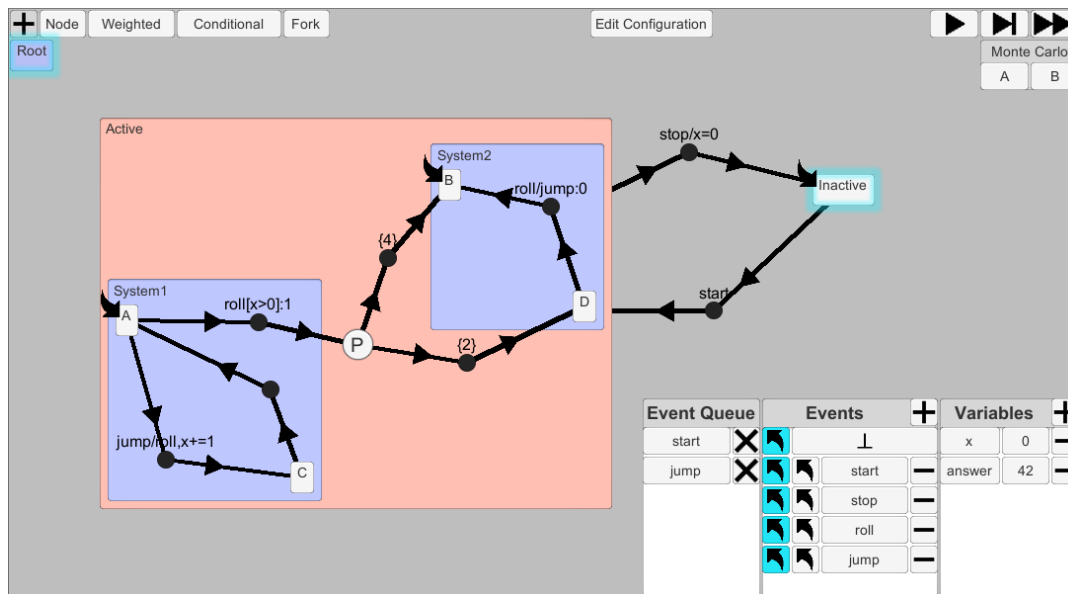 Node Weighted Conditional Fork Edit Configuration
Root
Monte Carlo
A B
Active
stop/x=0
System2
B
roll/jump:0
Inactive
{4}
System1
start
D
roll[x>0]:1
A
P
{2}
jump/roll,x+=1
C
Event Queue Events Variables
start ⊥ x 0
jump start answer 42
stop
roll
jump